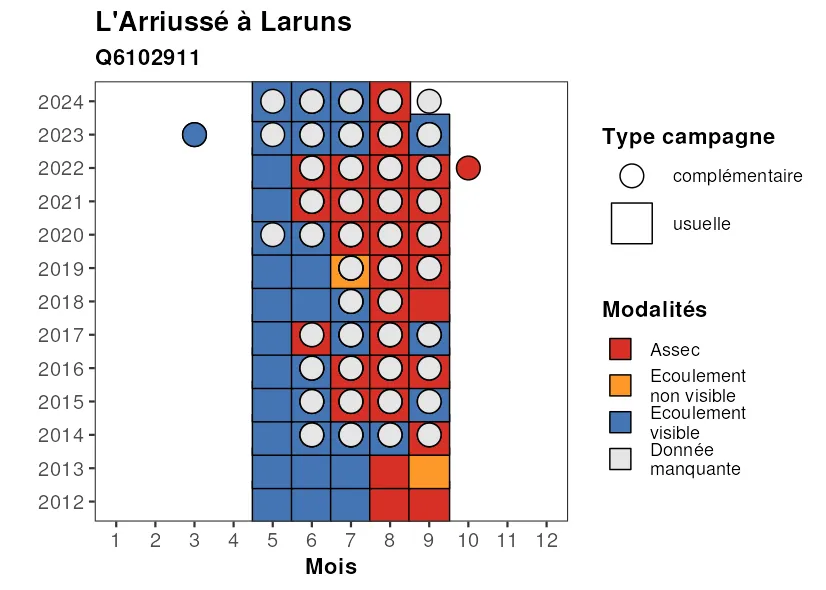 L'Arriussé à Laruns
Q6102911
2024
2023
2022
2021
2020
2019
2018
2017
2016
2015
2014
2013
2012
1 2 3 4 5 6 7 8 9 10 11 12
Mois
Type campagne
complémentaire
usuelle
Modalités
Assec
Ecoulement
non visible
Ecoulement
visible
Donnée
manquante